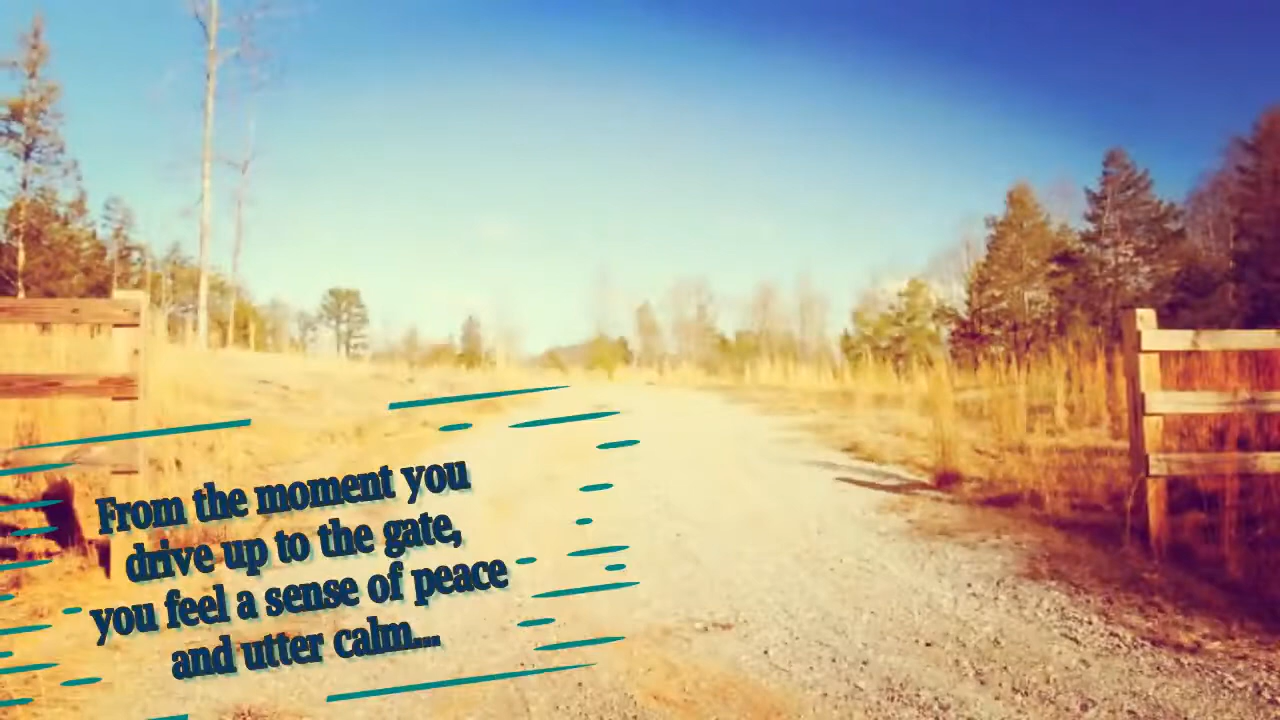 From the moment you
drive up to the gate,
you feel a sense of peace
and utter calm...